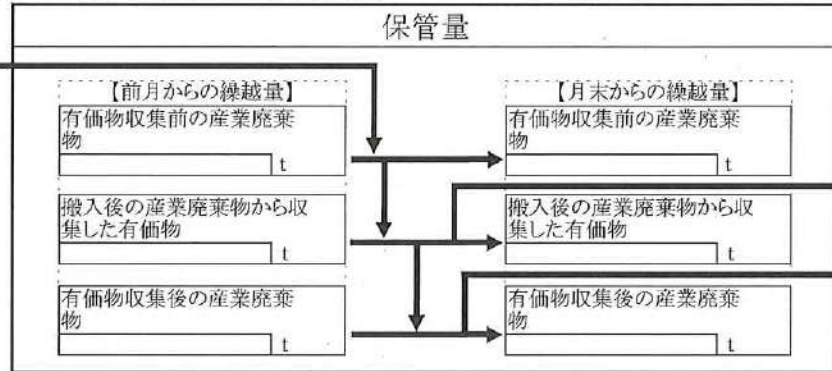 保管量
【前月からの繰越量】
有価物収集前の産業廃棄
物
t
搬入後の産業廃棄物から収
集した有価物
t
有価物収集後の産業廃棄
物
t
【月末からの繰越量】
有価物収集前の産業廃棄
物
t
搬入後の産業廃棄物から収
集した有価物
t
有価物収集後の産業廃棄
物
t